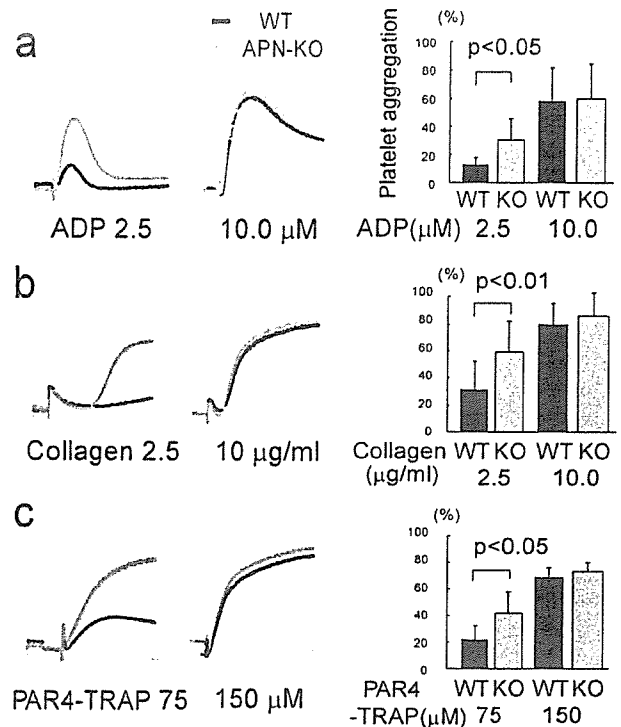 WT
APN-KO
a
ADP 2.5
10.0 μM
Platelet aggregation
(%)
100
80
60
40
20
0
p<0.05
WT KO WT KO
ADP(μM) 2.5 10.0
b
Collagen 2.5
10 μg/ml
(%)
100
80
60
40
20
0
p<0.01
Collagen WT KO WT KO
(μg/ml) 2.5 10.0
c
PAR4-TRAP 75
150 μM
(%)
100
80
60
40
20
p<0.05
PAR4 WT KO WT KO
-TRAP(μM) 75 150